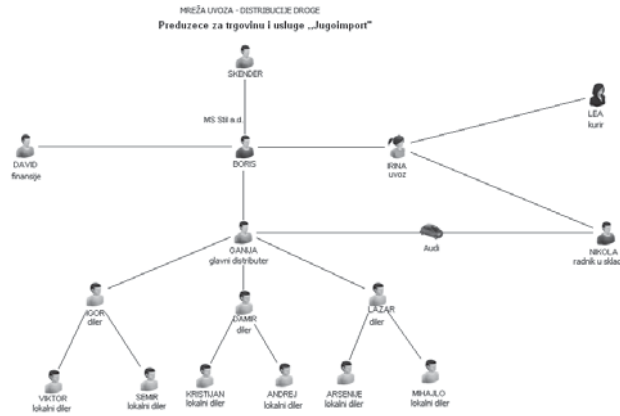 MREŽA UVOZA - DISTRIBUCIJE DROGE
Preduzece za trgovinu i usluge „Jugoimport"
SKENDER
LEA
kurir
MS Stil a.d.
DAVID
finansije
BORIS
IRINA
uvoz
GANIJA
glavni distributer
Audi
NIKOLA
radnik u sklad
IGOR
diler
DAMIR
diler
LAZAR
diler
VIKTOR
lokalni diler
SEMIR
lokalni diler
KRISTIJAN
lokalni diler
ANDREJ
lokalni diler
ARSENIJE
lokalni diler
MIHAJLO
lokalni diler